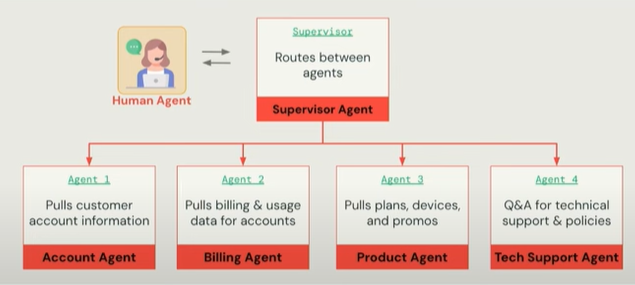 Supervisor
Routes between
agents
Human Agent
Supervisor Agent
Agent 1
Pulls customer
account information
Account Agent
Agent 2
Pulls billing & usage
data for accounts
Billing Agent
Agent 3
Pulls plans, devices,
and promos
Product Agent
Agent 4
Q&A for technical
support & policies
Tech Support Agent